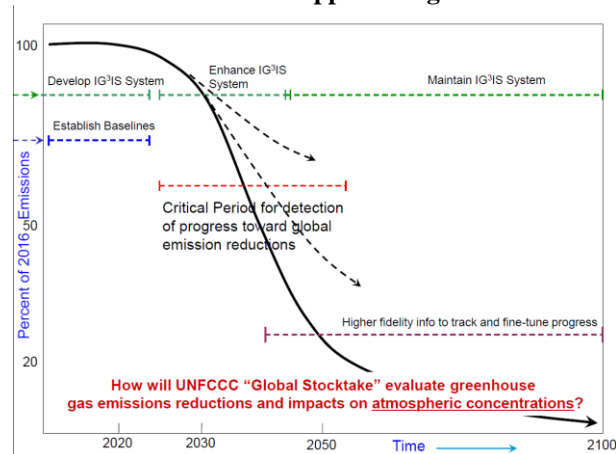 100
Develop IG³IS System
Enhance IG³IS
System
Maintain IG³IS System
Establish Baselines
Critical Period for detection
of progress toward global
emission reductions
50
Percent of 2016 Emissions
Higher fidelity info to track and fine-tune progress
20
How will UNFCCC “Global Stocktake” evaluate greenhouse
gas emissions reductions and impacts on atmospheric concentrations?
2020
2030
2050
Time
2100